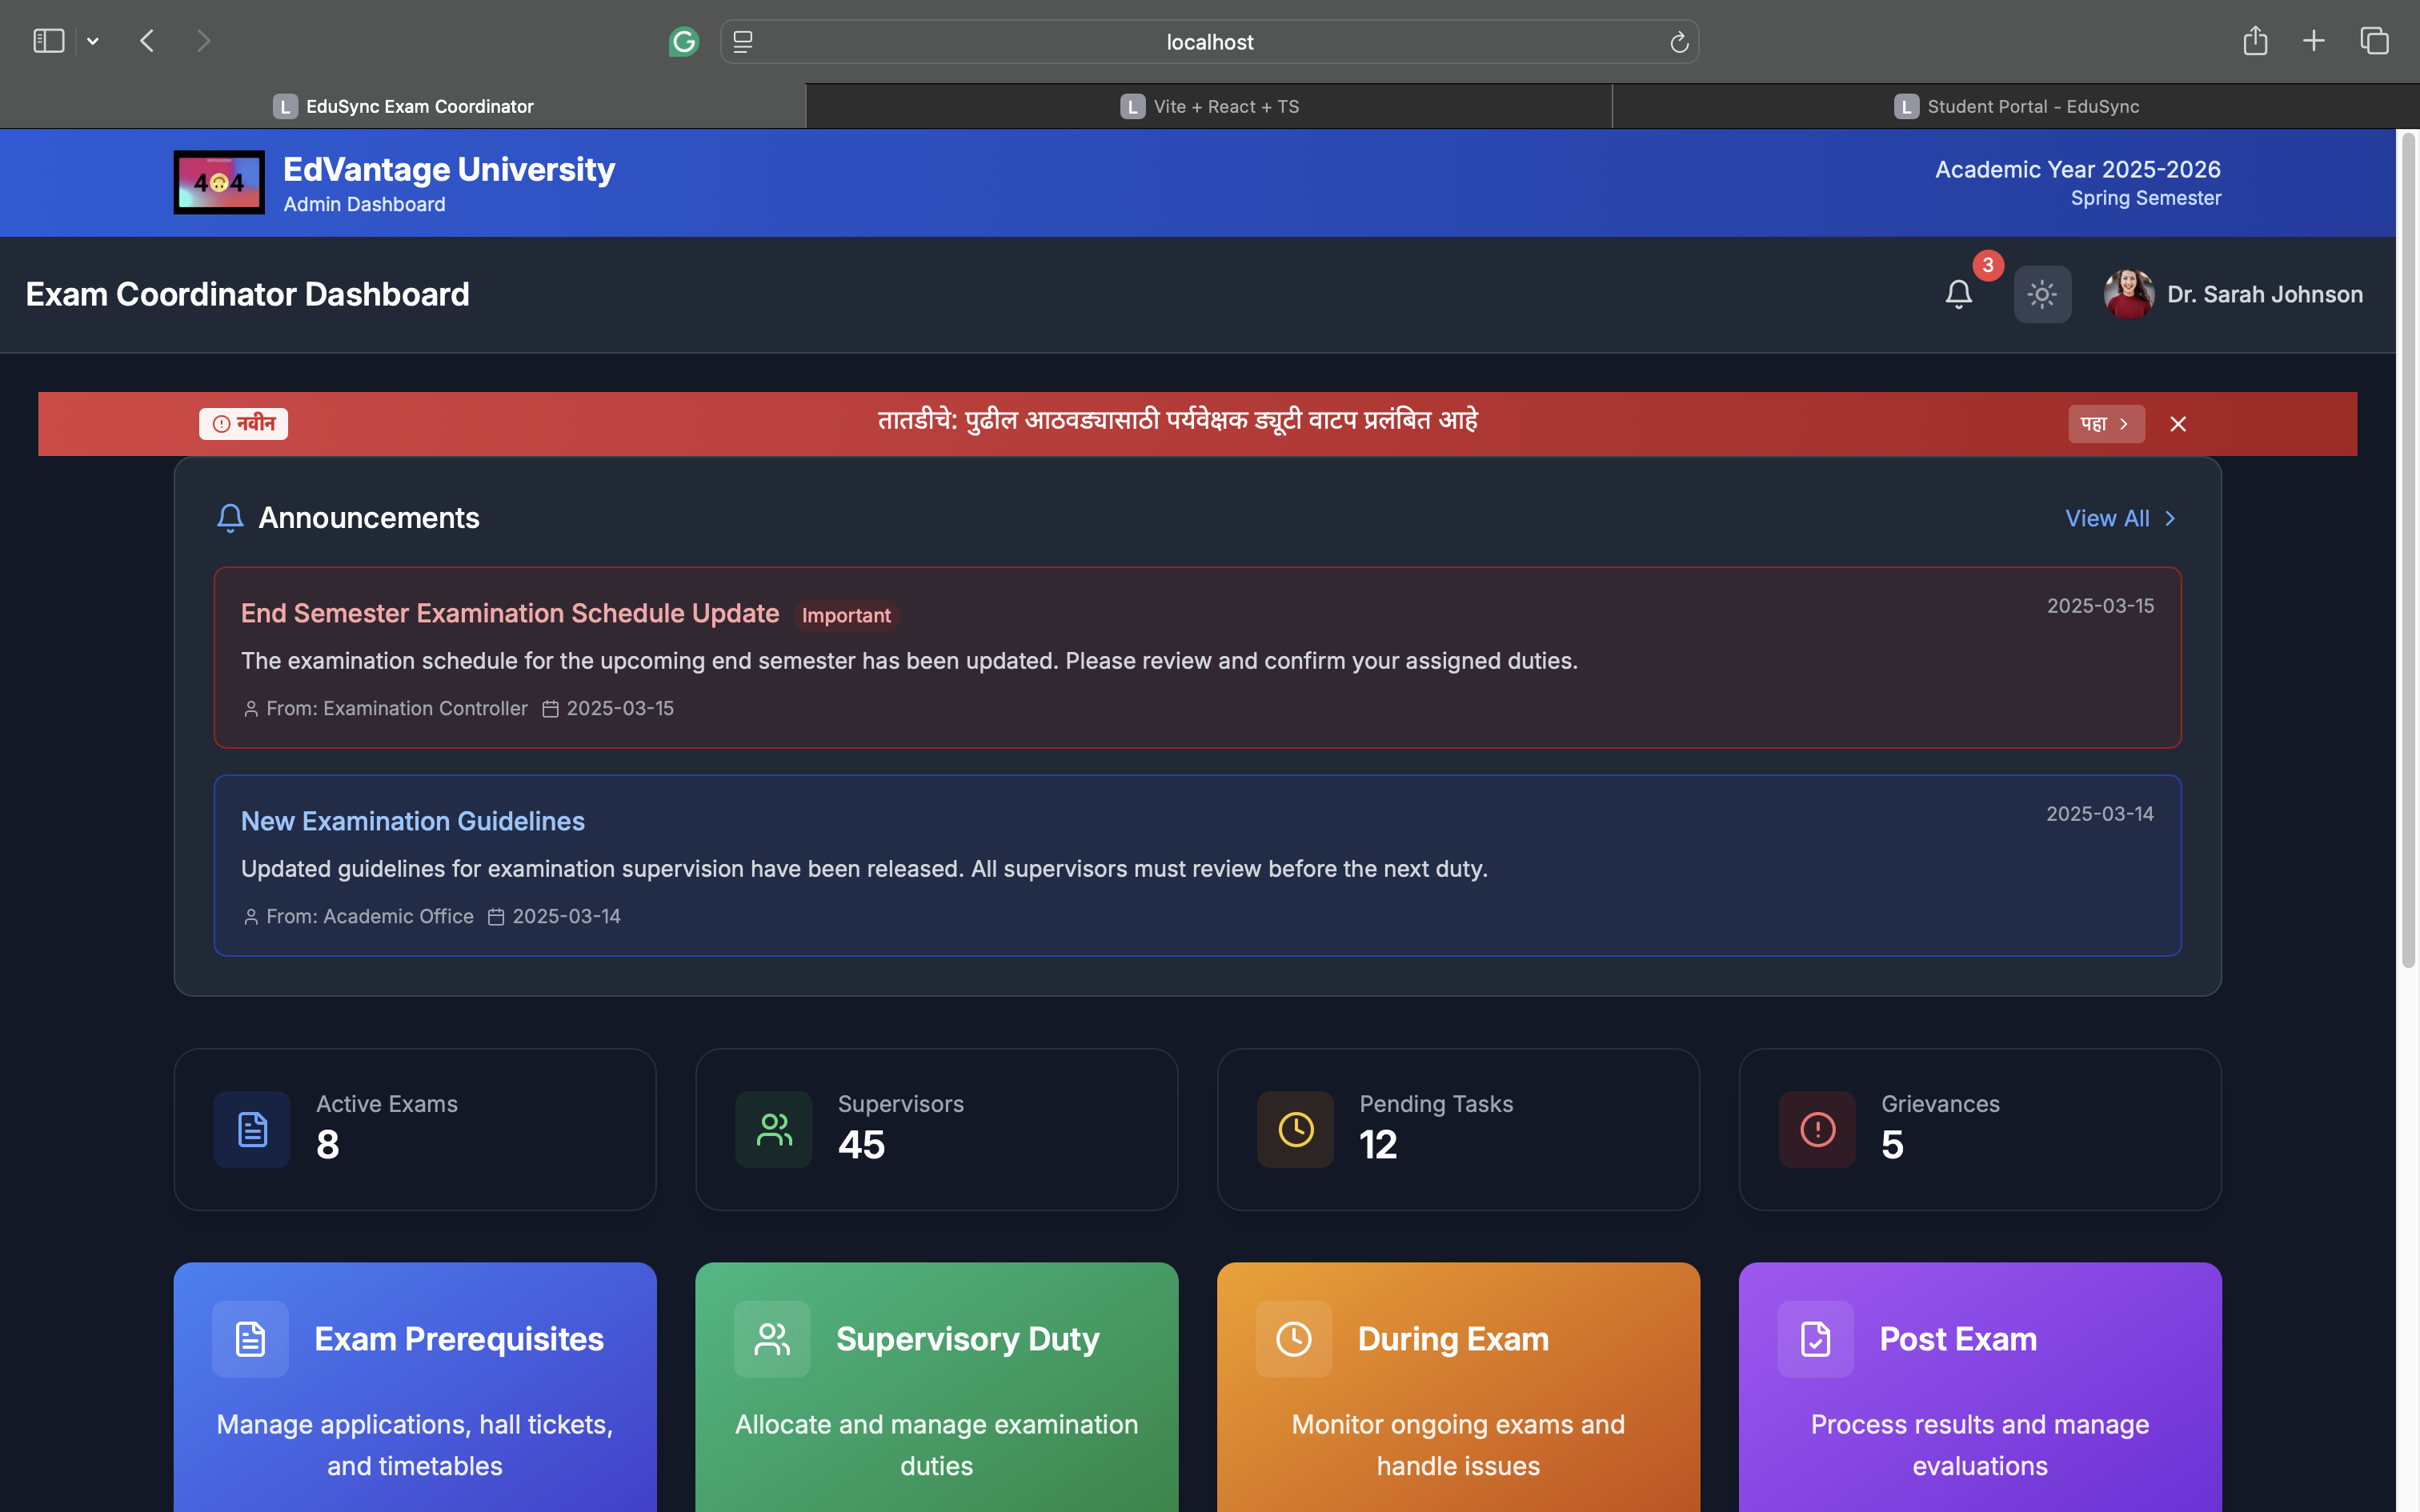 localhost
L EduSync Exam Coordinator
L Vite + React + TS
L Student Portal - EduSync
4🙃4
EdVantage University
Admin Dashboard
Academic Year 2025-2026
Spring Semester
Exam Coordinator Dashboard
3
Dr. Sarah Johnson
नवीन
तातडीचे: पुढील आठवड्यासाठी पर्यवेक्षक ड्यूटी वाटप प्रलंबित आहे
पहा
Announcements
View All
End Semester Examination Schedule Update Important
2025-03-15
The examination schedule for the upcoming end semester has been updated. Please review and confirm your assigned duties.
From: Examination Controller 2025-03-15
New Examination Guidelines
2025-03-14
Updated guidelines for examination supervision have been released. All supervisors must review before the next duty.
From: Academic Office 2025-03-14
Active Exams
8
Supervisors
45
Pending Tasks
12
Grievances
5
Exam Prerequisites
Manage applications, hall tickets,
and timetables
Supervisory Duty
Allocate and manage examination
duties
During Exam
Monitor ongoing exams and
handle issues
Post Exam
Process results and manage
evaluations